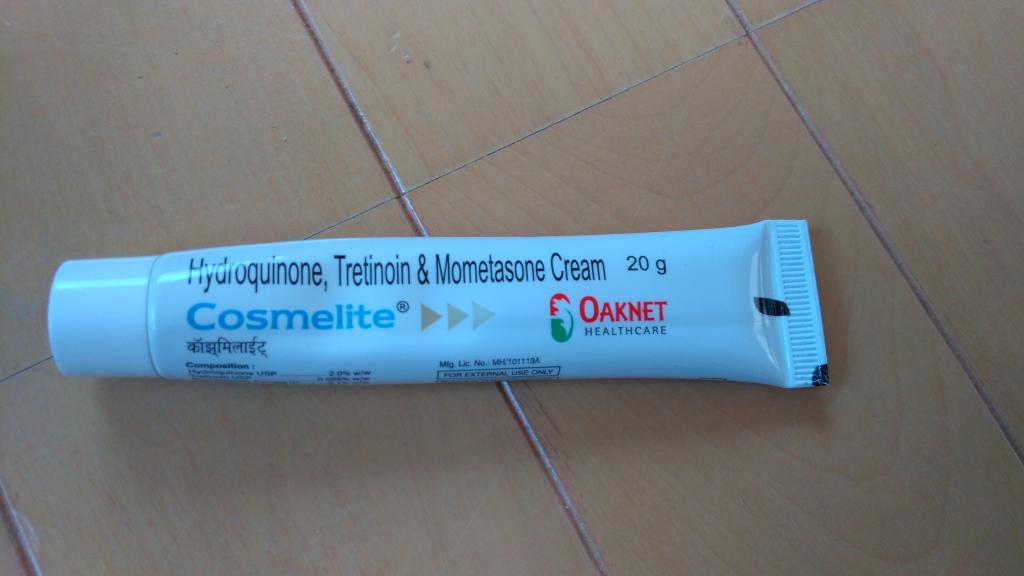 Hydroquinone, Tretinoin & Mometasone Cream 20 g
Cosmelite®
कॉझ्मिलाईट्
OAKNET
HEALTHCARE
Composition :
Hydroquinone USP 2.0% w/w
Mfg. Lic. No.: MH/101119A
FOR EXTERNAL USE ONLY